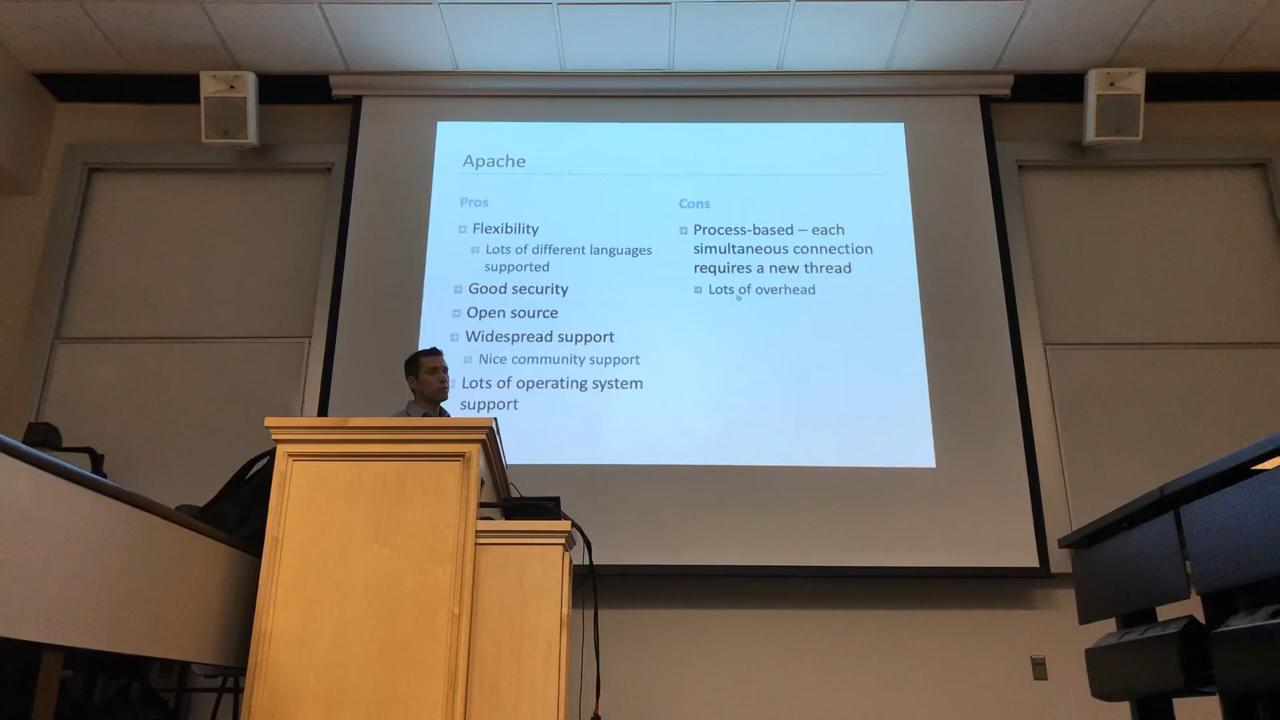 Apache
Pros
Flexibility
Lots of different languages
supported
Good security
Open source
Widespread support
Nice community support
Lots of operating system
support
Cons
Process-based – each
simultaneous connection
requires a new thread
Lots of overhead